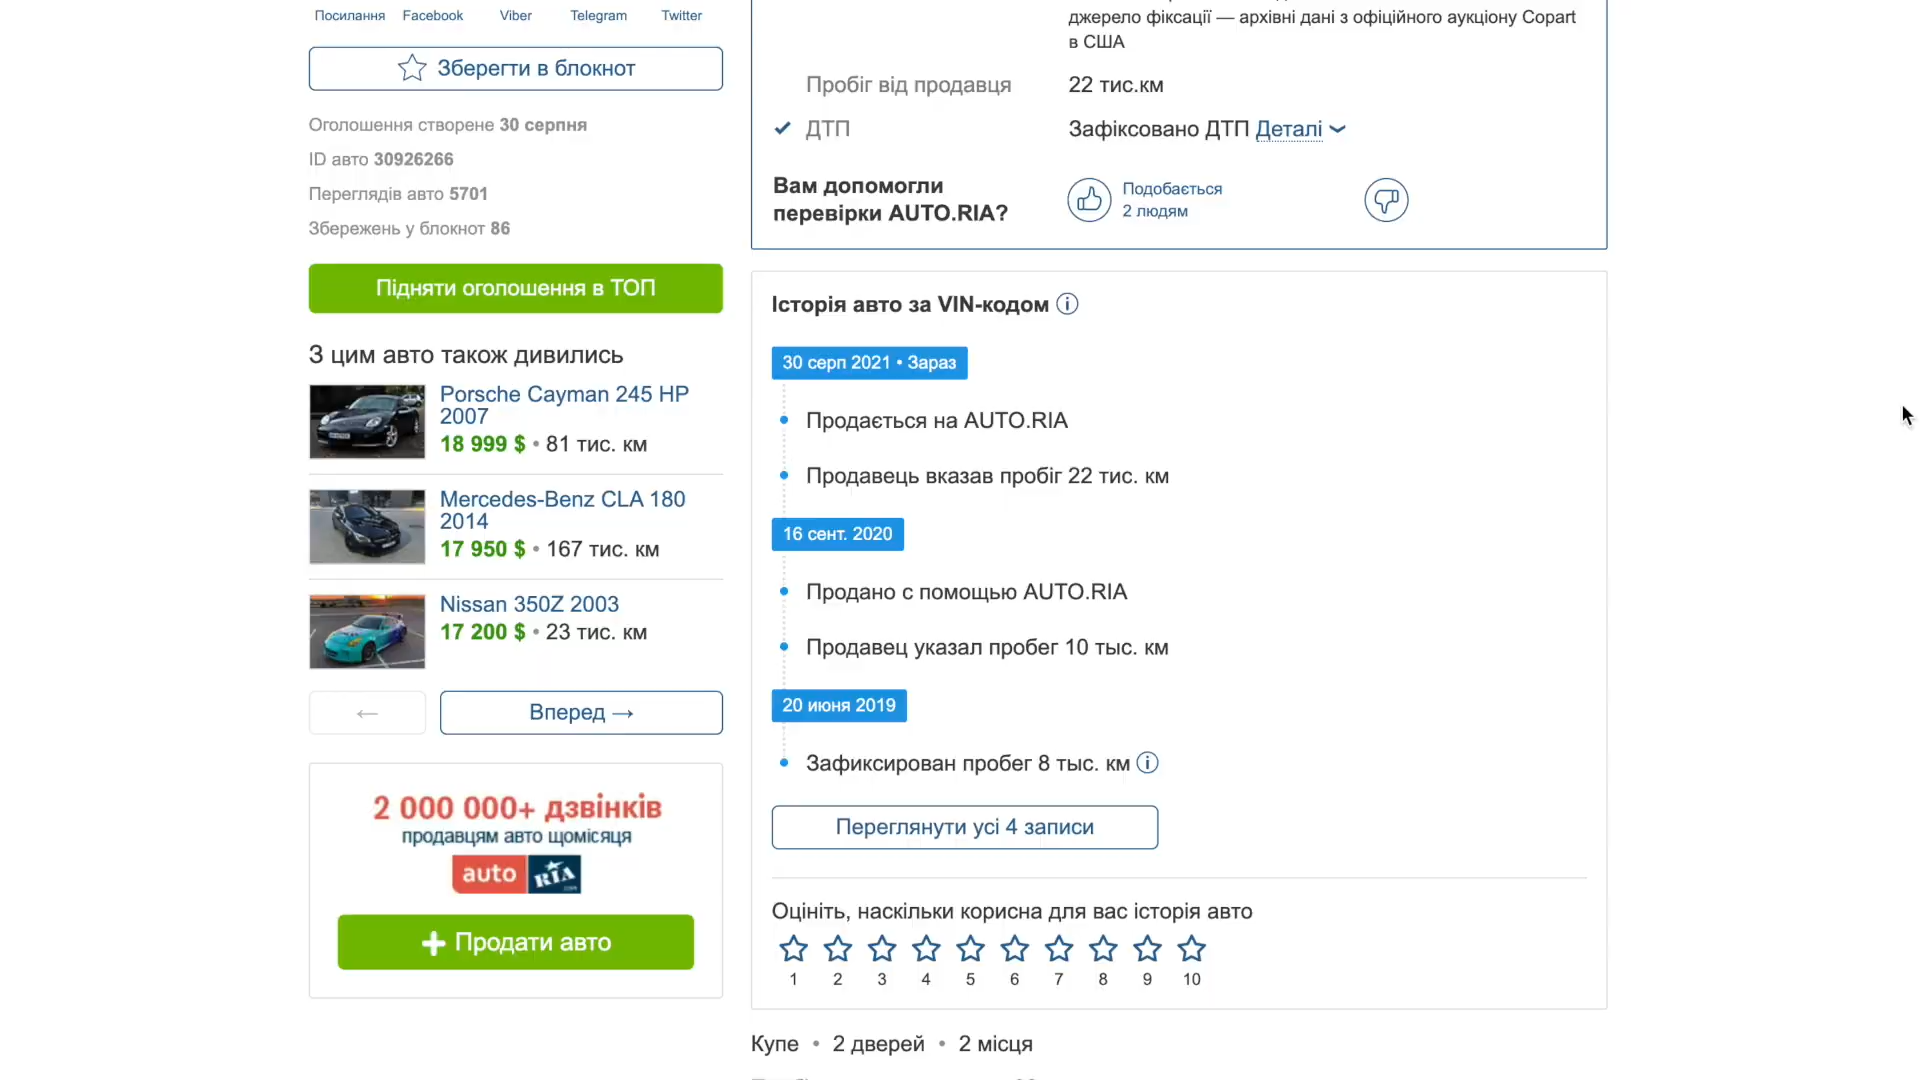 Посилання Facebook Viber Telegram Twitter
Зберегти в блокнот
Оголошення створене 30 серпня
ID авто 30926266
Переглядів авто 5701
Збережень у блокнот 86
Підняти оголошення в ТОП
З цим авто також дивились
Porsche Cayman 245 HP
2007
18 999 $ • 81 тис. км
Mercedes-Benz CLA 180
2014
17 950 $ • 167 тис. км
Nissan 350Z 2003
17 200 $ • 23 тис. км
← Вперед →
2 000 000+ дзвінків
продавцям авто щомісяця
auto RIA.com
Продати авто
джерело фіксації — архівні дані з офіційного аукціону Copart
в США
Пробіг від продавця 22 тис.км
ДТП Зафіксовано ДТП Деталі
Вам допомогли
перевірки AUTO.RIA?
Подобається
2 людям
Історія авто за VIN-кодом
30 серп 2021 • Зараз
Продається на AUTO.RIA
Продавець вказав пробіг 22 тис. км
16 сент. 2020
Продано с помощью AUTO.RIA
Продавец указал пробег 10 тыс. км
20 июня 2019
Зафиксирован пробег 8 тыс. км
Переглянути усі 4 записи
Оцініть, наскільки корисна для вас історія авто
1 2 3 4 5 6 7 8 9 10
Купе • 2 дверей • 2 місця